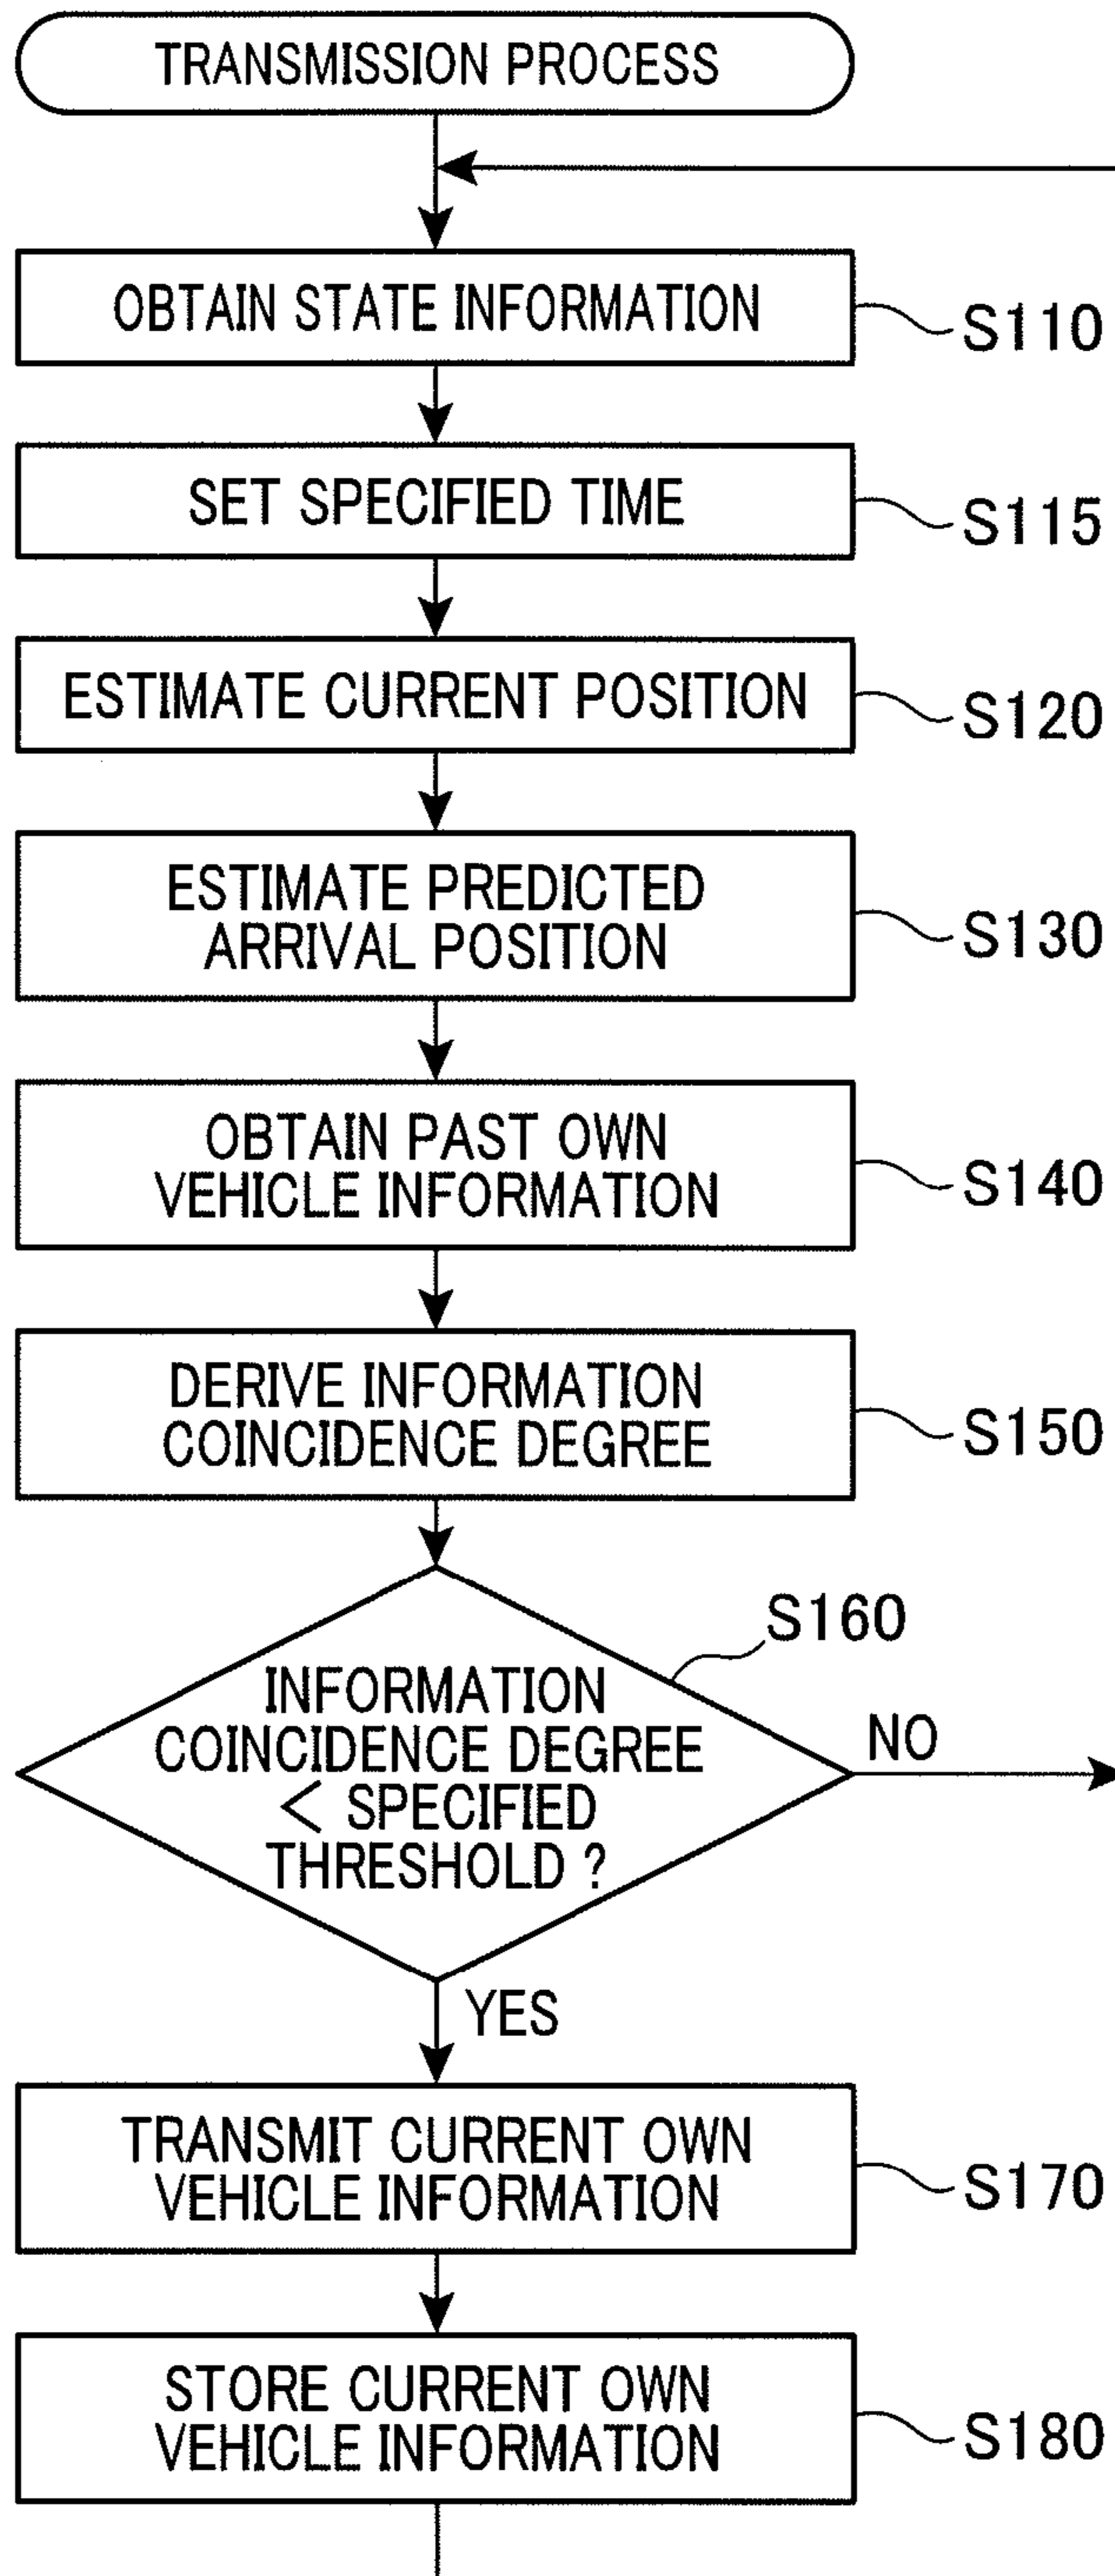 TRANSMISSION PROCESS
OBTAIN STATE INFORMATION
S110
SET SPECIFIED TIME
S115
ESTIMATE CURRENT POSITION
S120
ESTIMATE PREDICTED
ARRIVAL POSITION
S130
OBTAIN PAST OWN
VEHICLE INFORMATION
S140
DERIVE INFORMATION
COINCIDENCE DEGREE
S150
S160
INFORMATION
COINCIDENCE DEGREE
< SPECIFIED
THRESHOLD ?
NO
YES
TRANSMIT CURRENT OWN
VEHICLE INFORMATION
S170
STORE CURRENT OWN
VEHICLE INFORMATION
S180